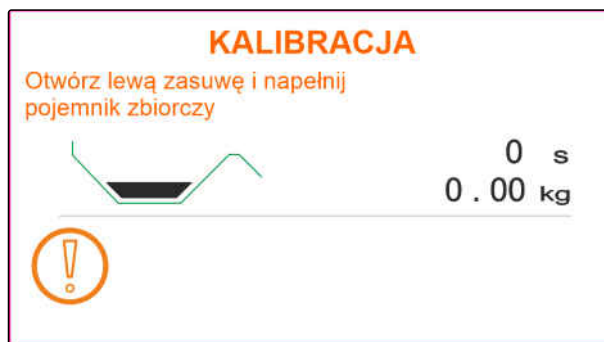 KALIBRACJA
Otwórz lewą zasuwę i napełnij
pojemnik zbiorczy
0 s
0.00 kg